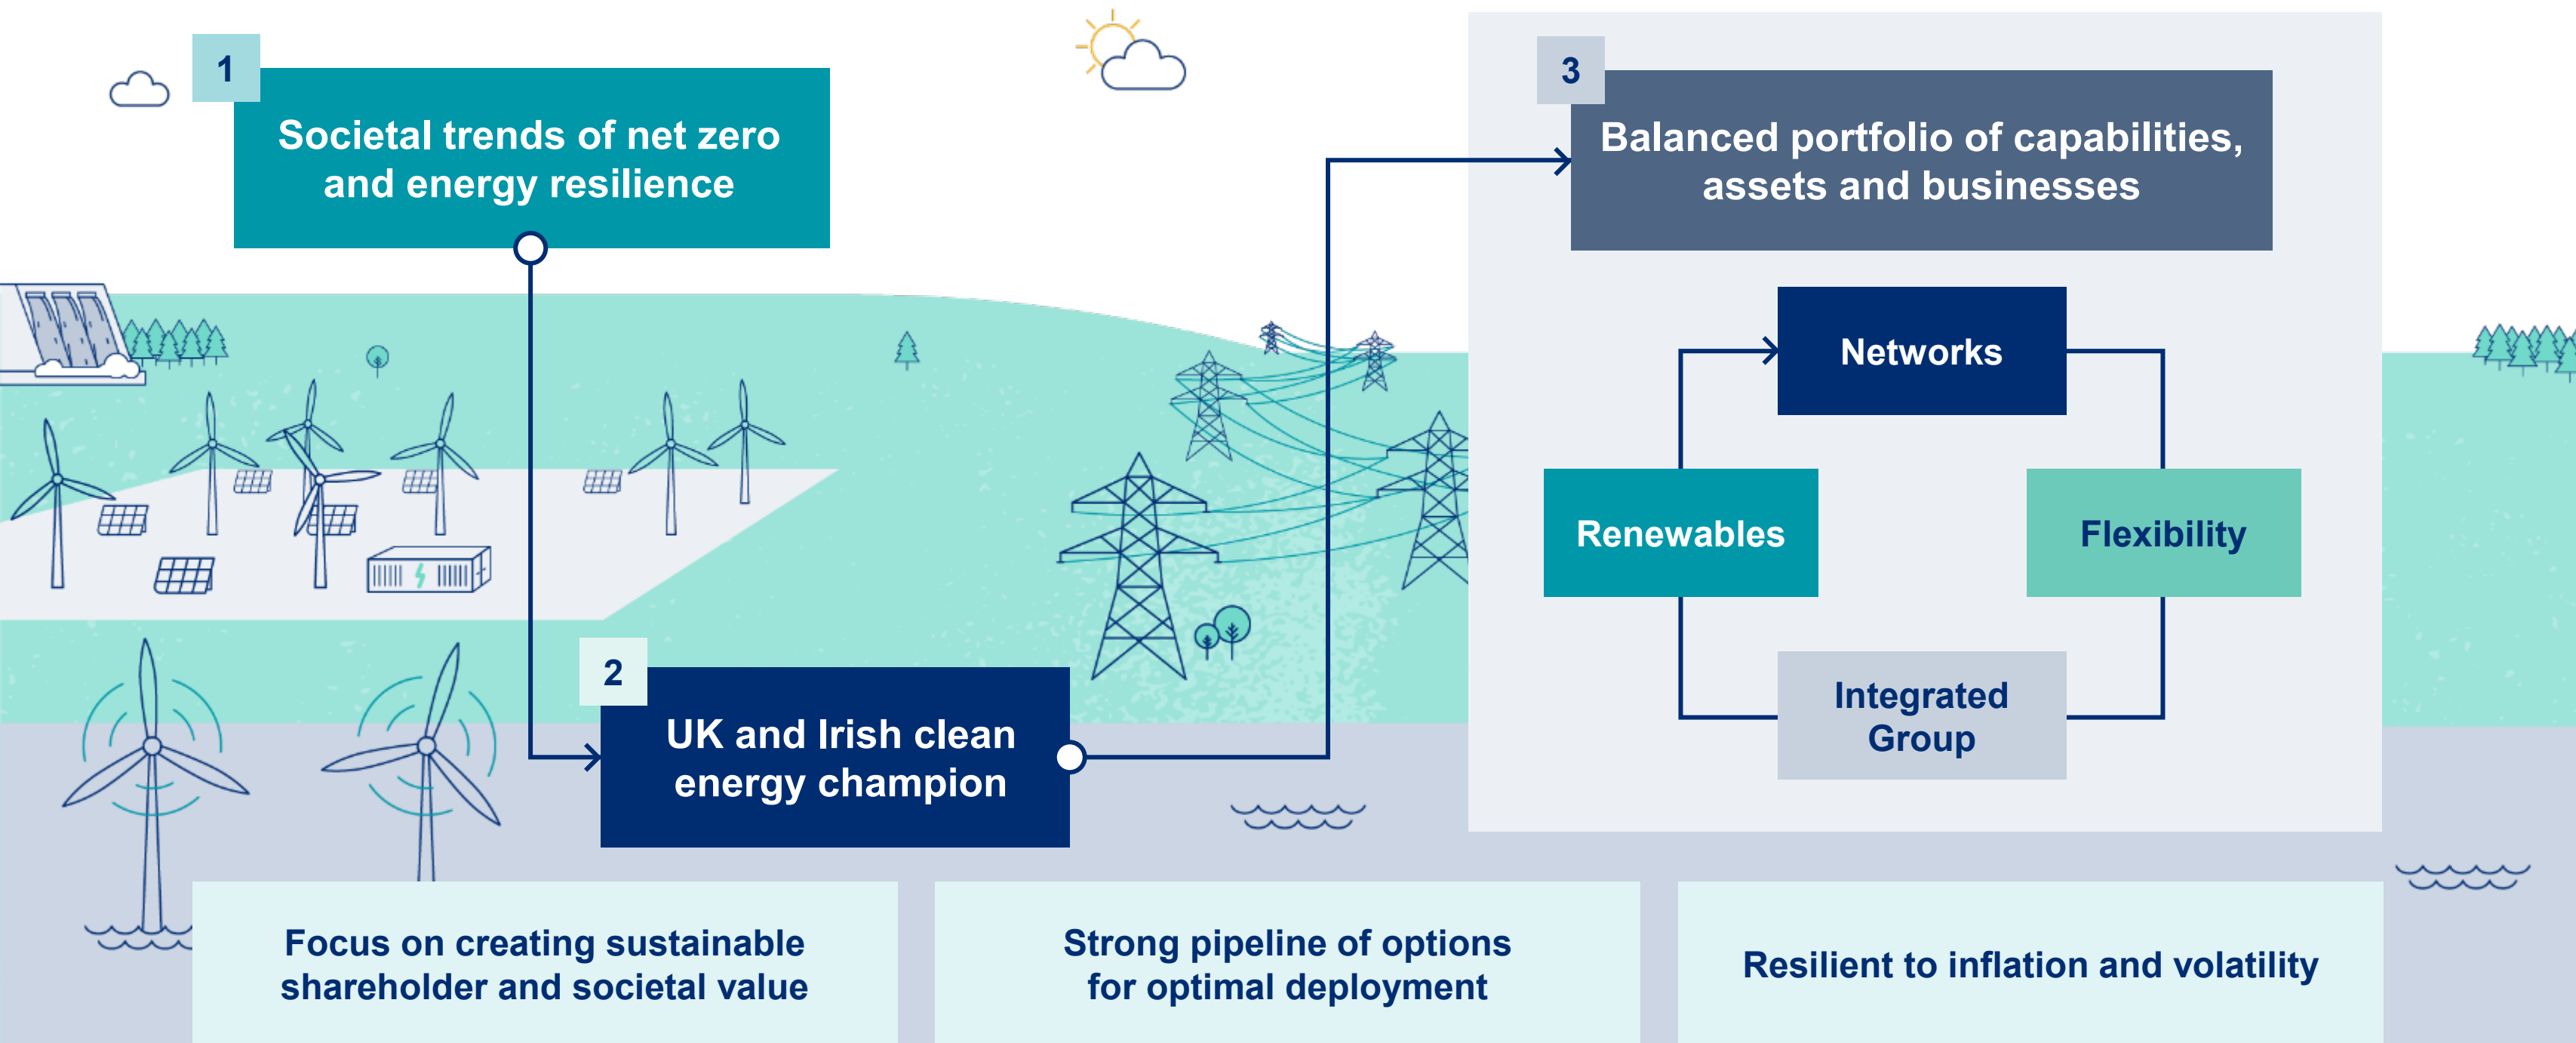 1
Societal trends of net zero
and energy resilience
2
UK and Irish clean
energy champion
3
Balanced portfolio of capabilities,
assets and businesses
Networks
Renewables
Flexibility
Integrated
Group
Focus on creating sustainable
shareholder and societal value
Strong pipeline of options
for optimal deployment
Resilient to inflation and volatility